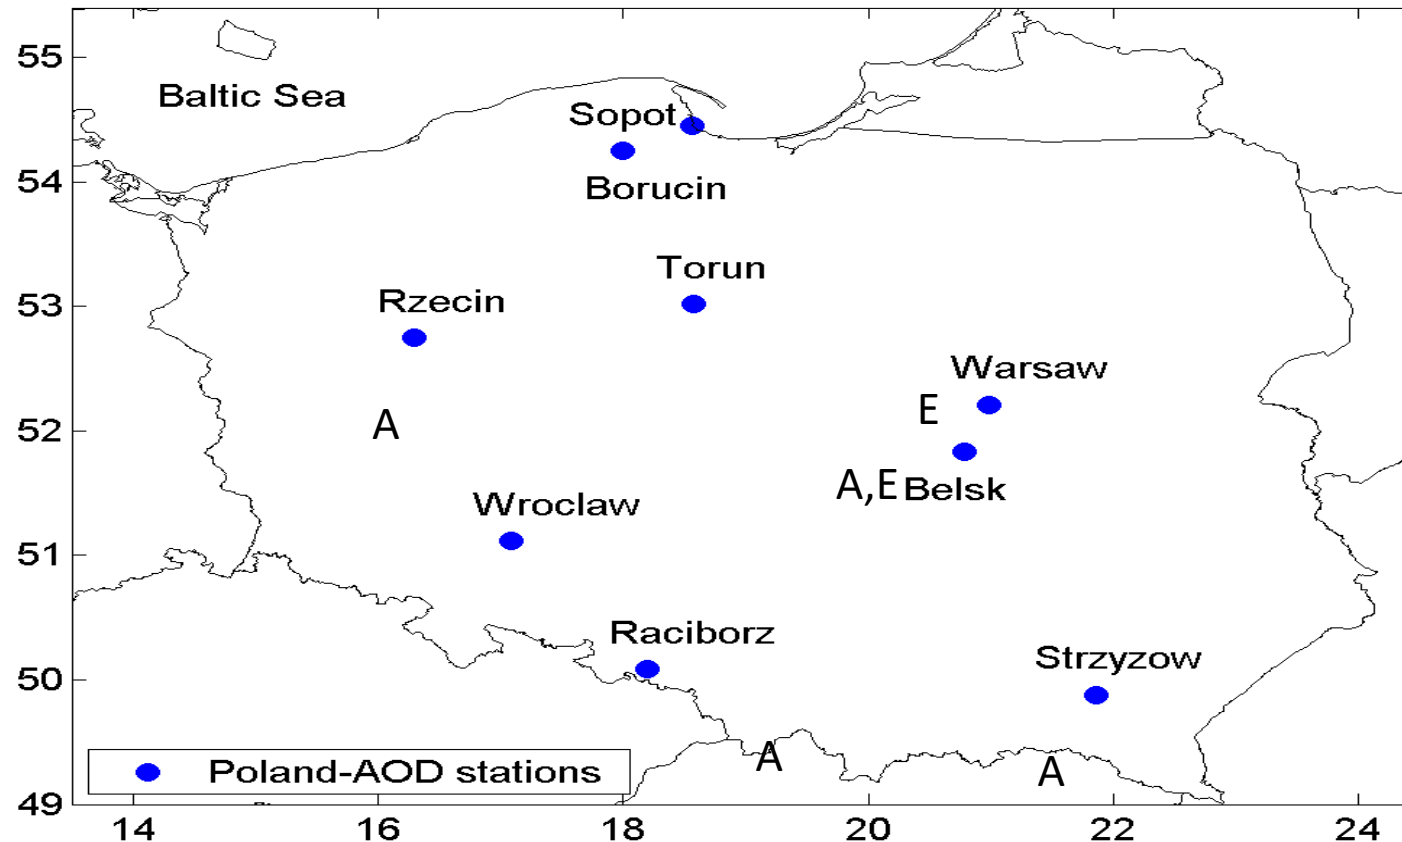 55
Baltic Sea
Sopot
54
Borucin
Torun
53
Rzecin
Warsaw
E
52
A
A,E Belsk
Wroclaw
51
Raciborz
Strzyzow
50
A
A
Poland-AOD stations
49
14 16 18 20 22 24